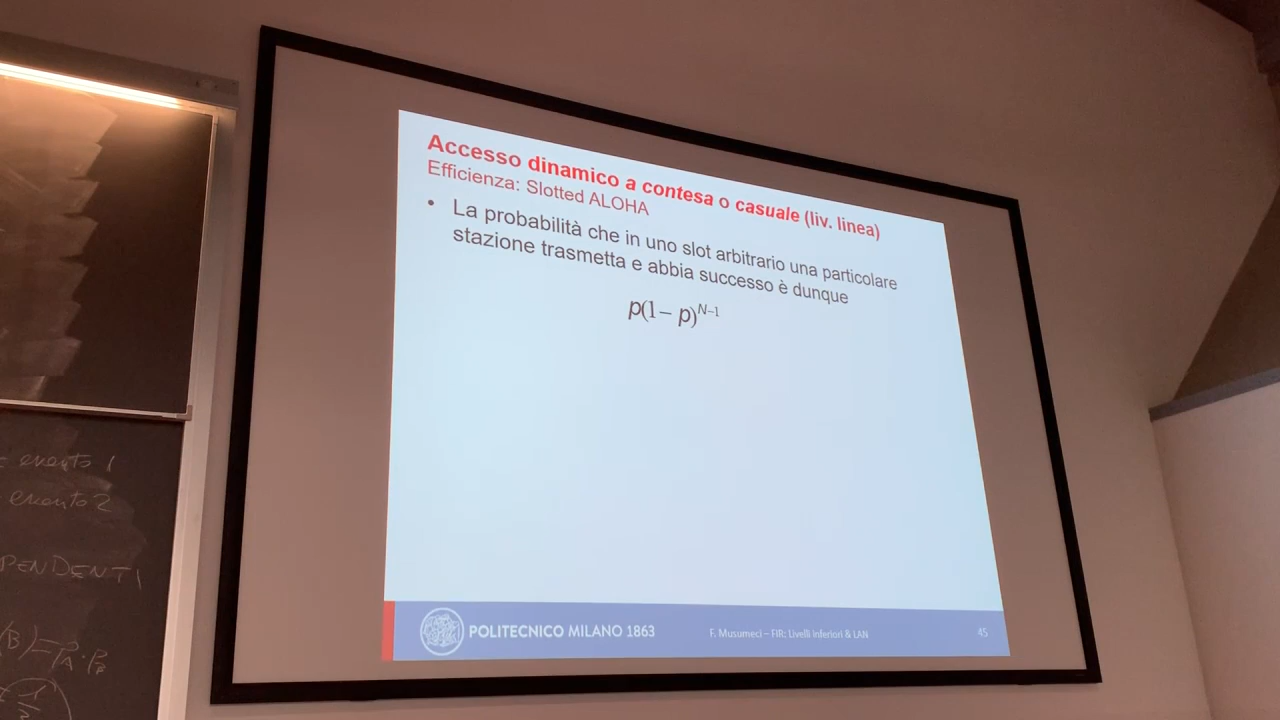 Accesso dinamico a contesa o casuale (liv. linea)
Efficienza: Slotted ALOHA
• La probabilità che in uno slot arbitrario una particolare
stazione trasmetta e abbia successo è dunque
p(1− p)ᴺ⁻¹
POLITECNICO MILANO 1863
F. Musumeci – FIR: Livelli inferiori & LAN
45
= evento 1
evento 2
PENDENTI